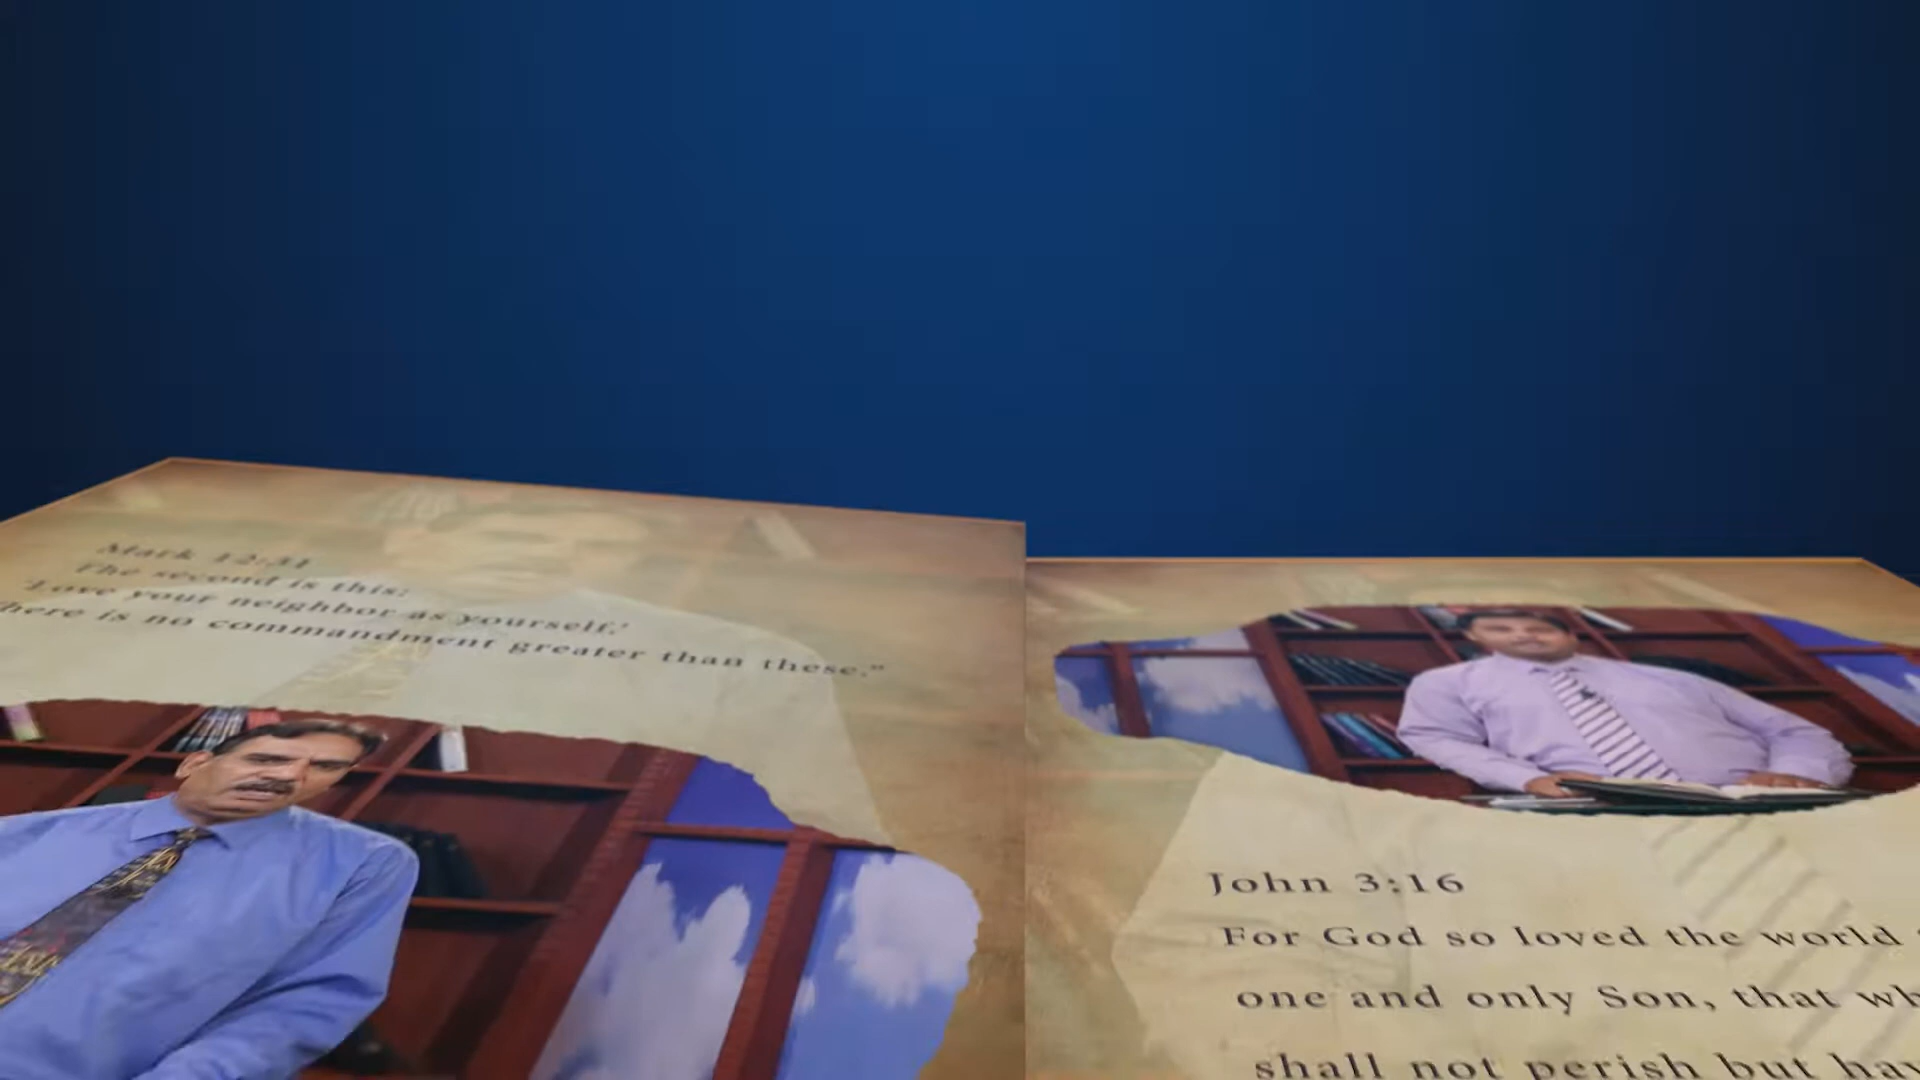 Mark 12:31
The second is this:
'Love your neighbor as yourself.'
here is no commandment greater than these."
John 3:16
For God so loved the world
one and only Son, that wh
shall not perish but hav